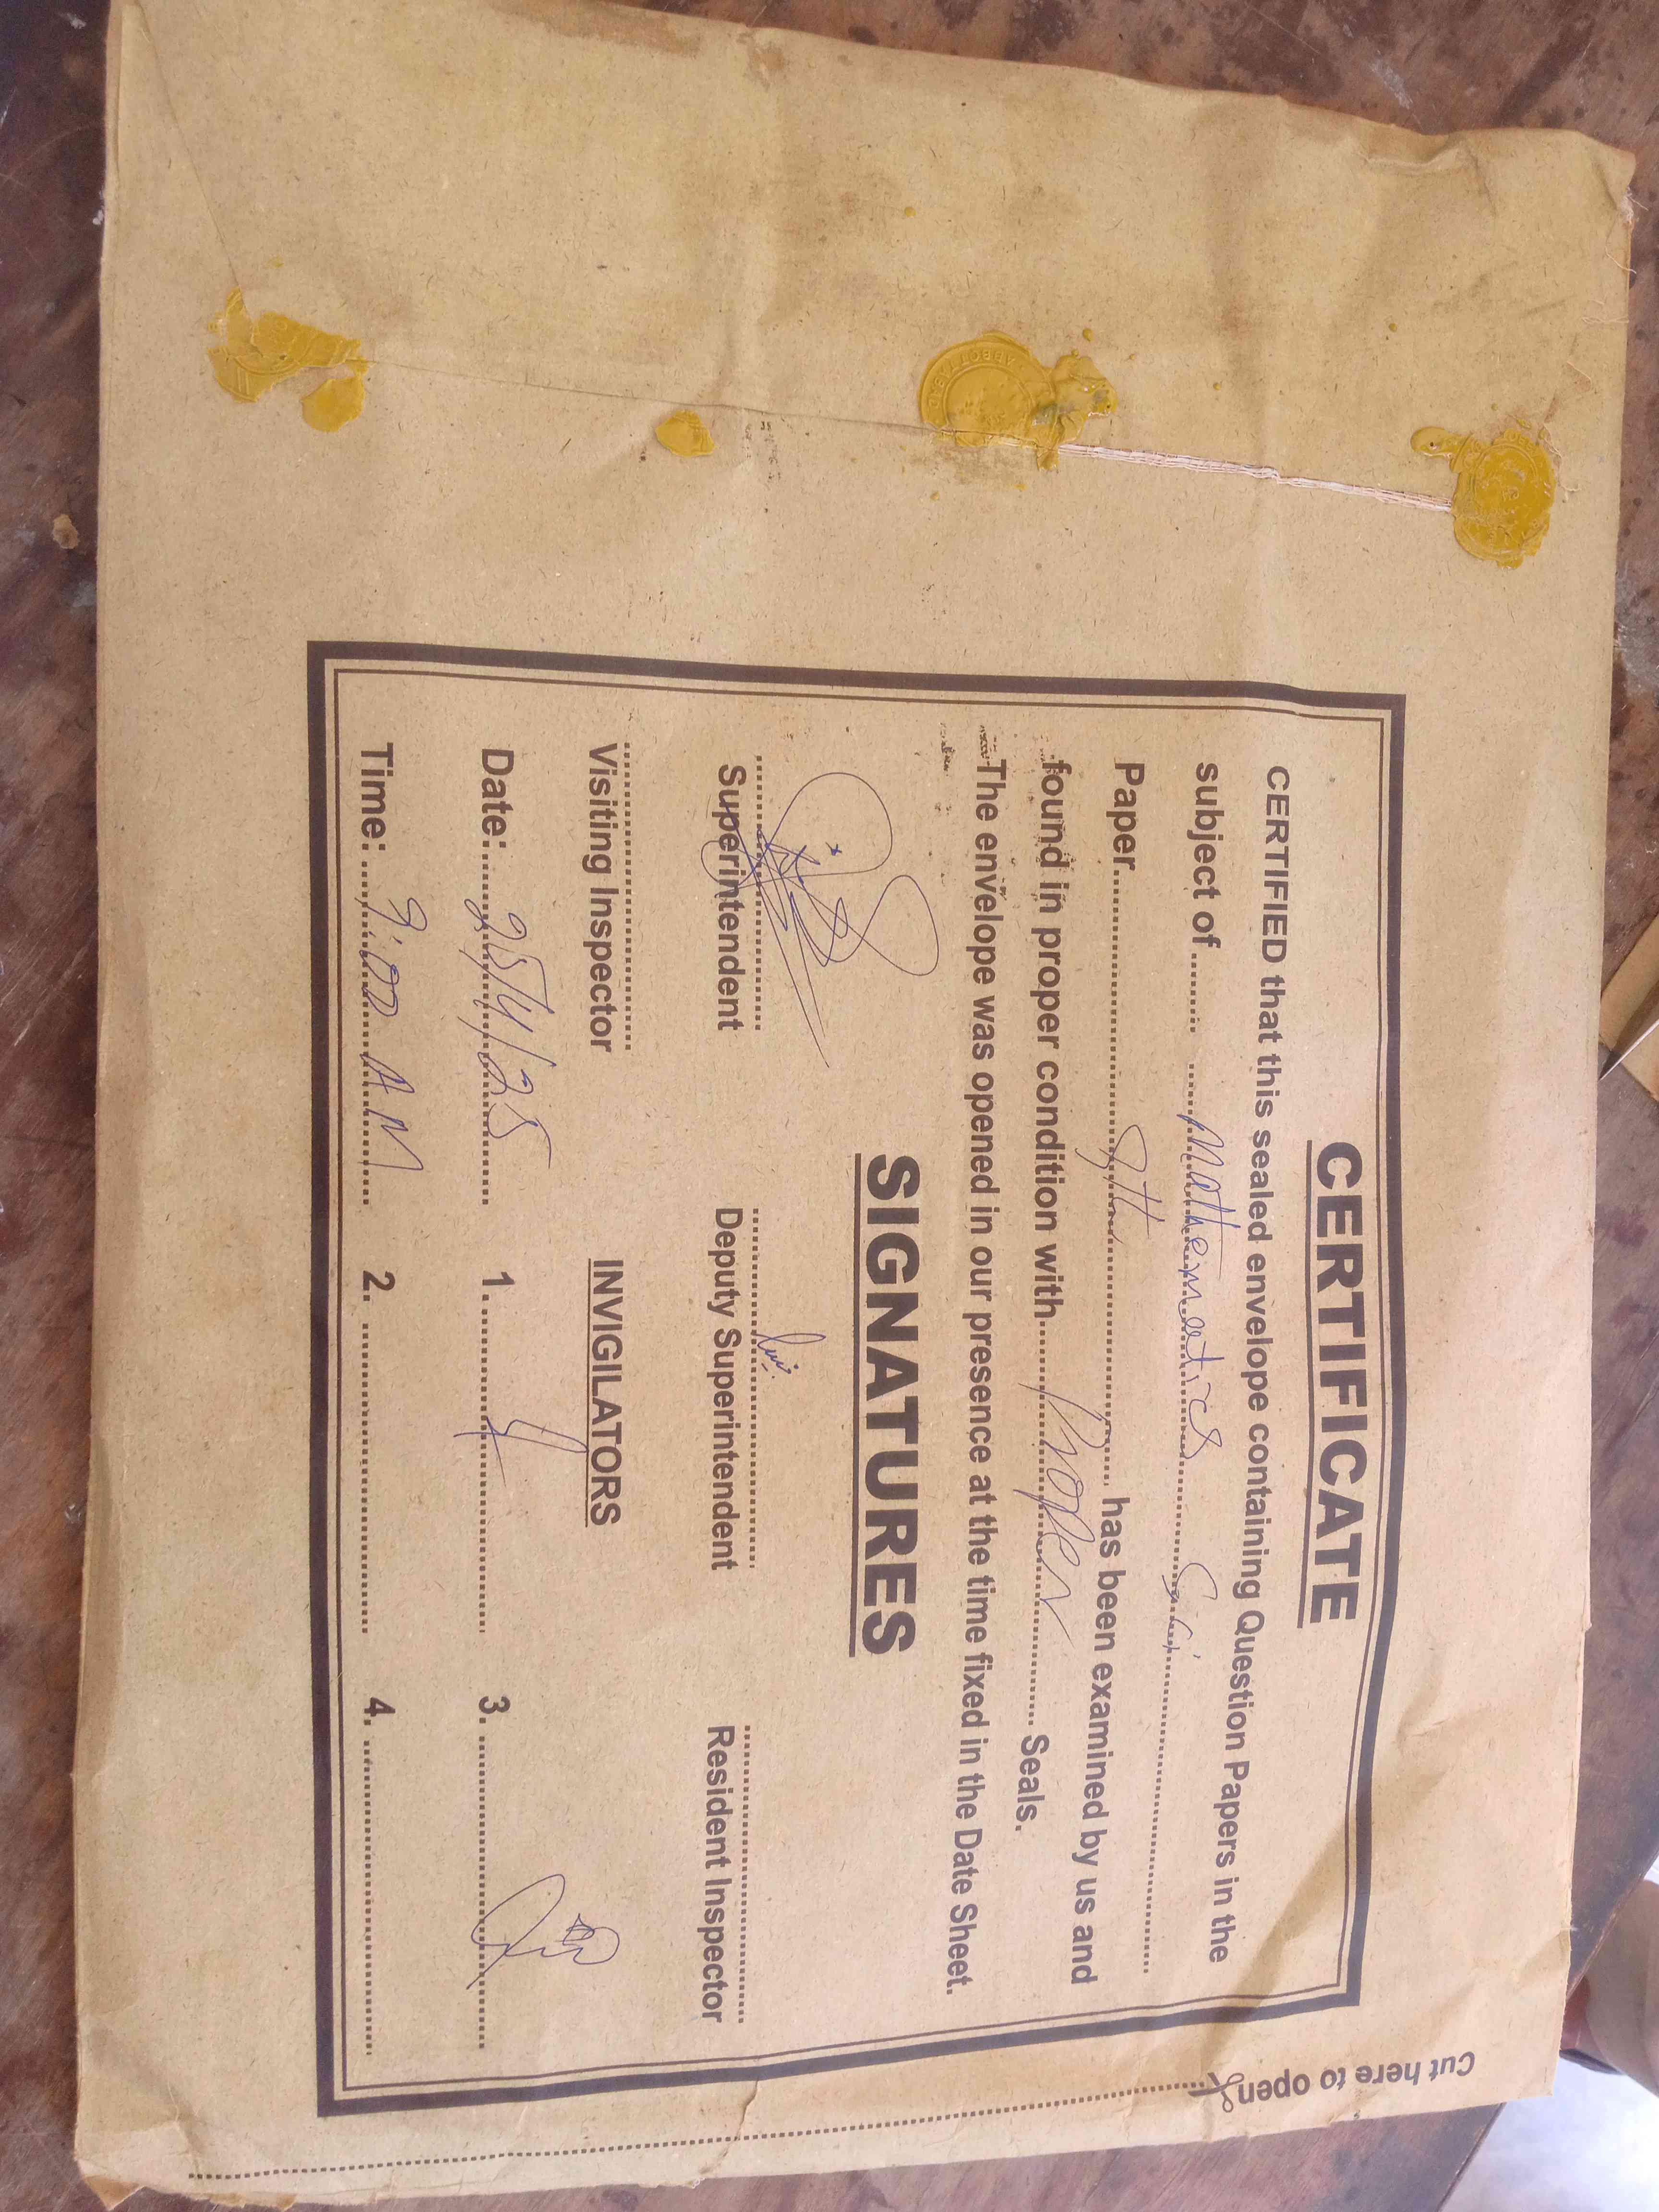 CERTIFICATE
CERTIFIED that this sealed envelope containing Question Papers in the
subject of........ .....Mathematics........ Sci.........
Paper.............9th............. has been examined by us and
found in proper condition with........Proper........ Seals.
The envelope was opened in our presence at the time fixed in the Date Sheet.
SIGNATURES
Superintendent Deputy Superintendent Resident Inspector
Visiting Inspector INVIGILATORS
Date:.....25/4/25..... 1. .......... 3. ..........
Time: .....9:00 AM..... 2. .......... 4. ..........
Cut here to open
ABBOTTABAD